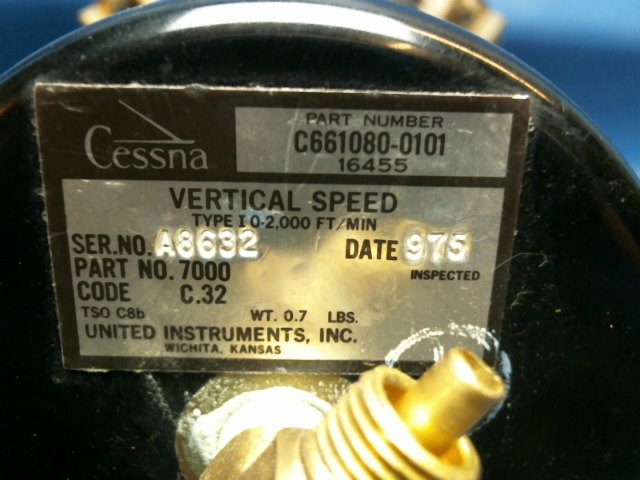 Cessna
PART NUMBER
C661080-0101
16455
VERTICAL SPEED
TYPE I 0-2,000 FT/MIN
SER.NO. A8632 DATE 975
PART NO. 7000 INSPECTED
CODE C.32
TSO C8b WT. 0.7 LBS.
UNITED INSTRUMENTS, INC.
WICHITA, KANSAS